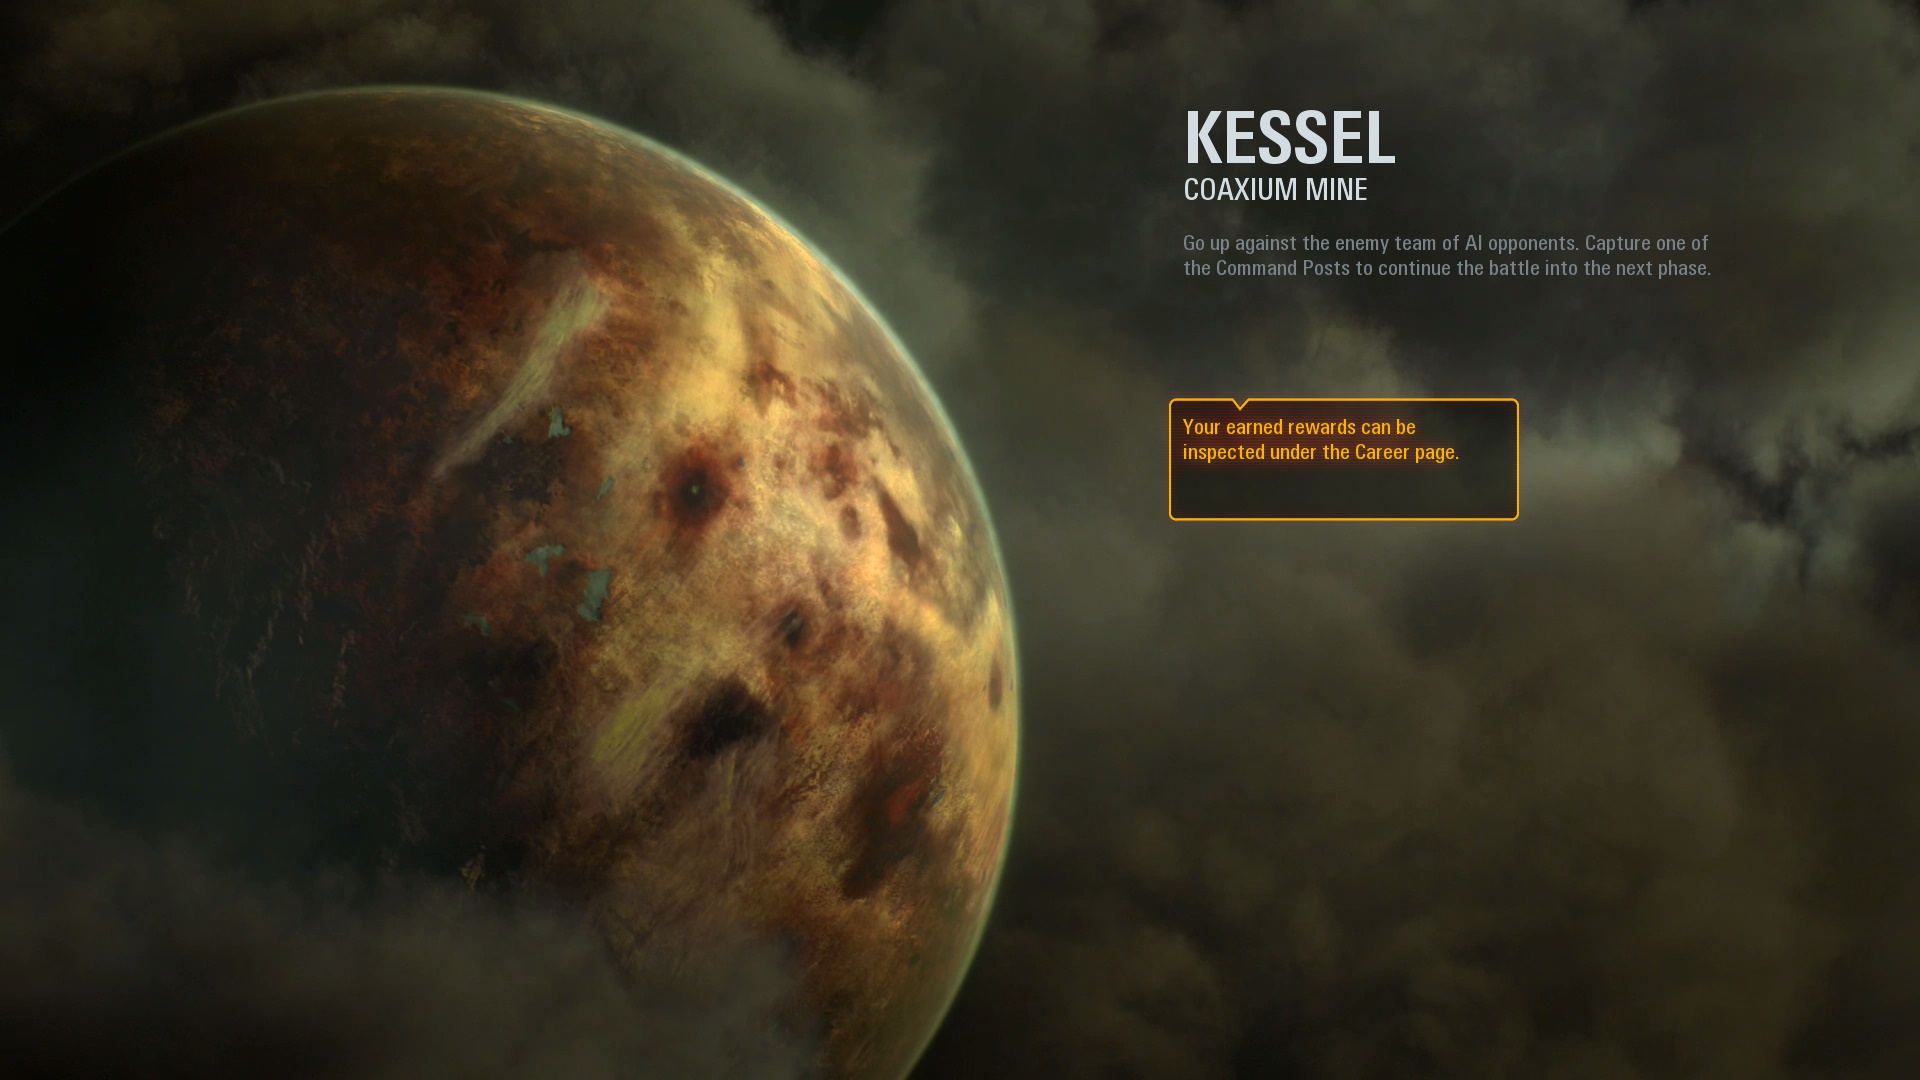 KESSEL
COAXIUM MINE
Go up against the enemy team of AI opponents. Capture one of
the Command Posts to continue the battle into the next phase.
Your earned rewards can be
inspected under the Career page.